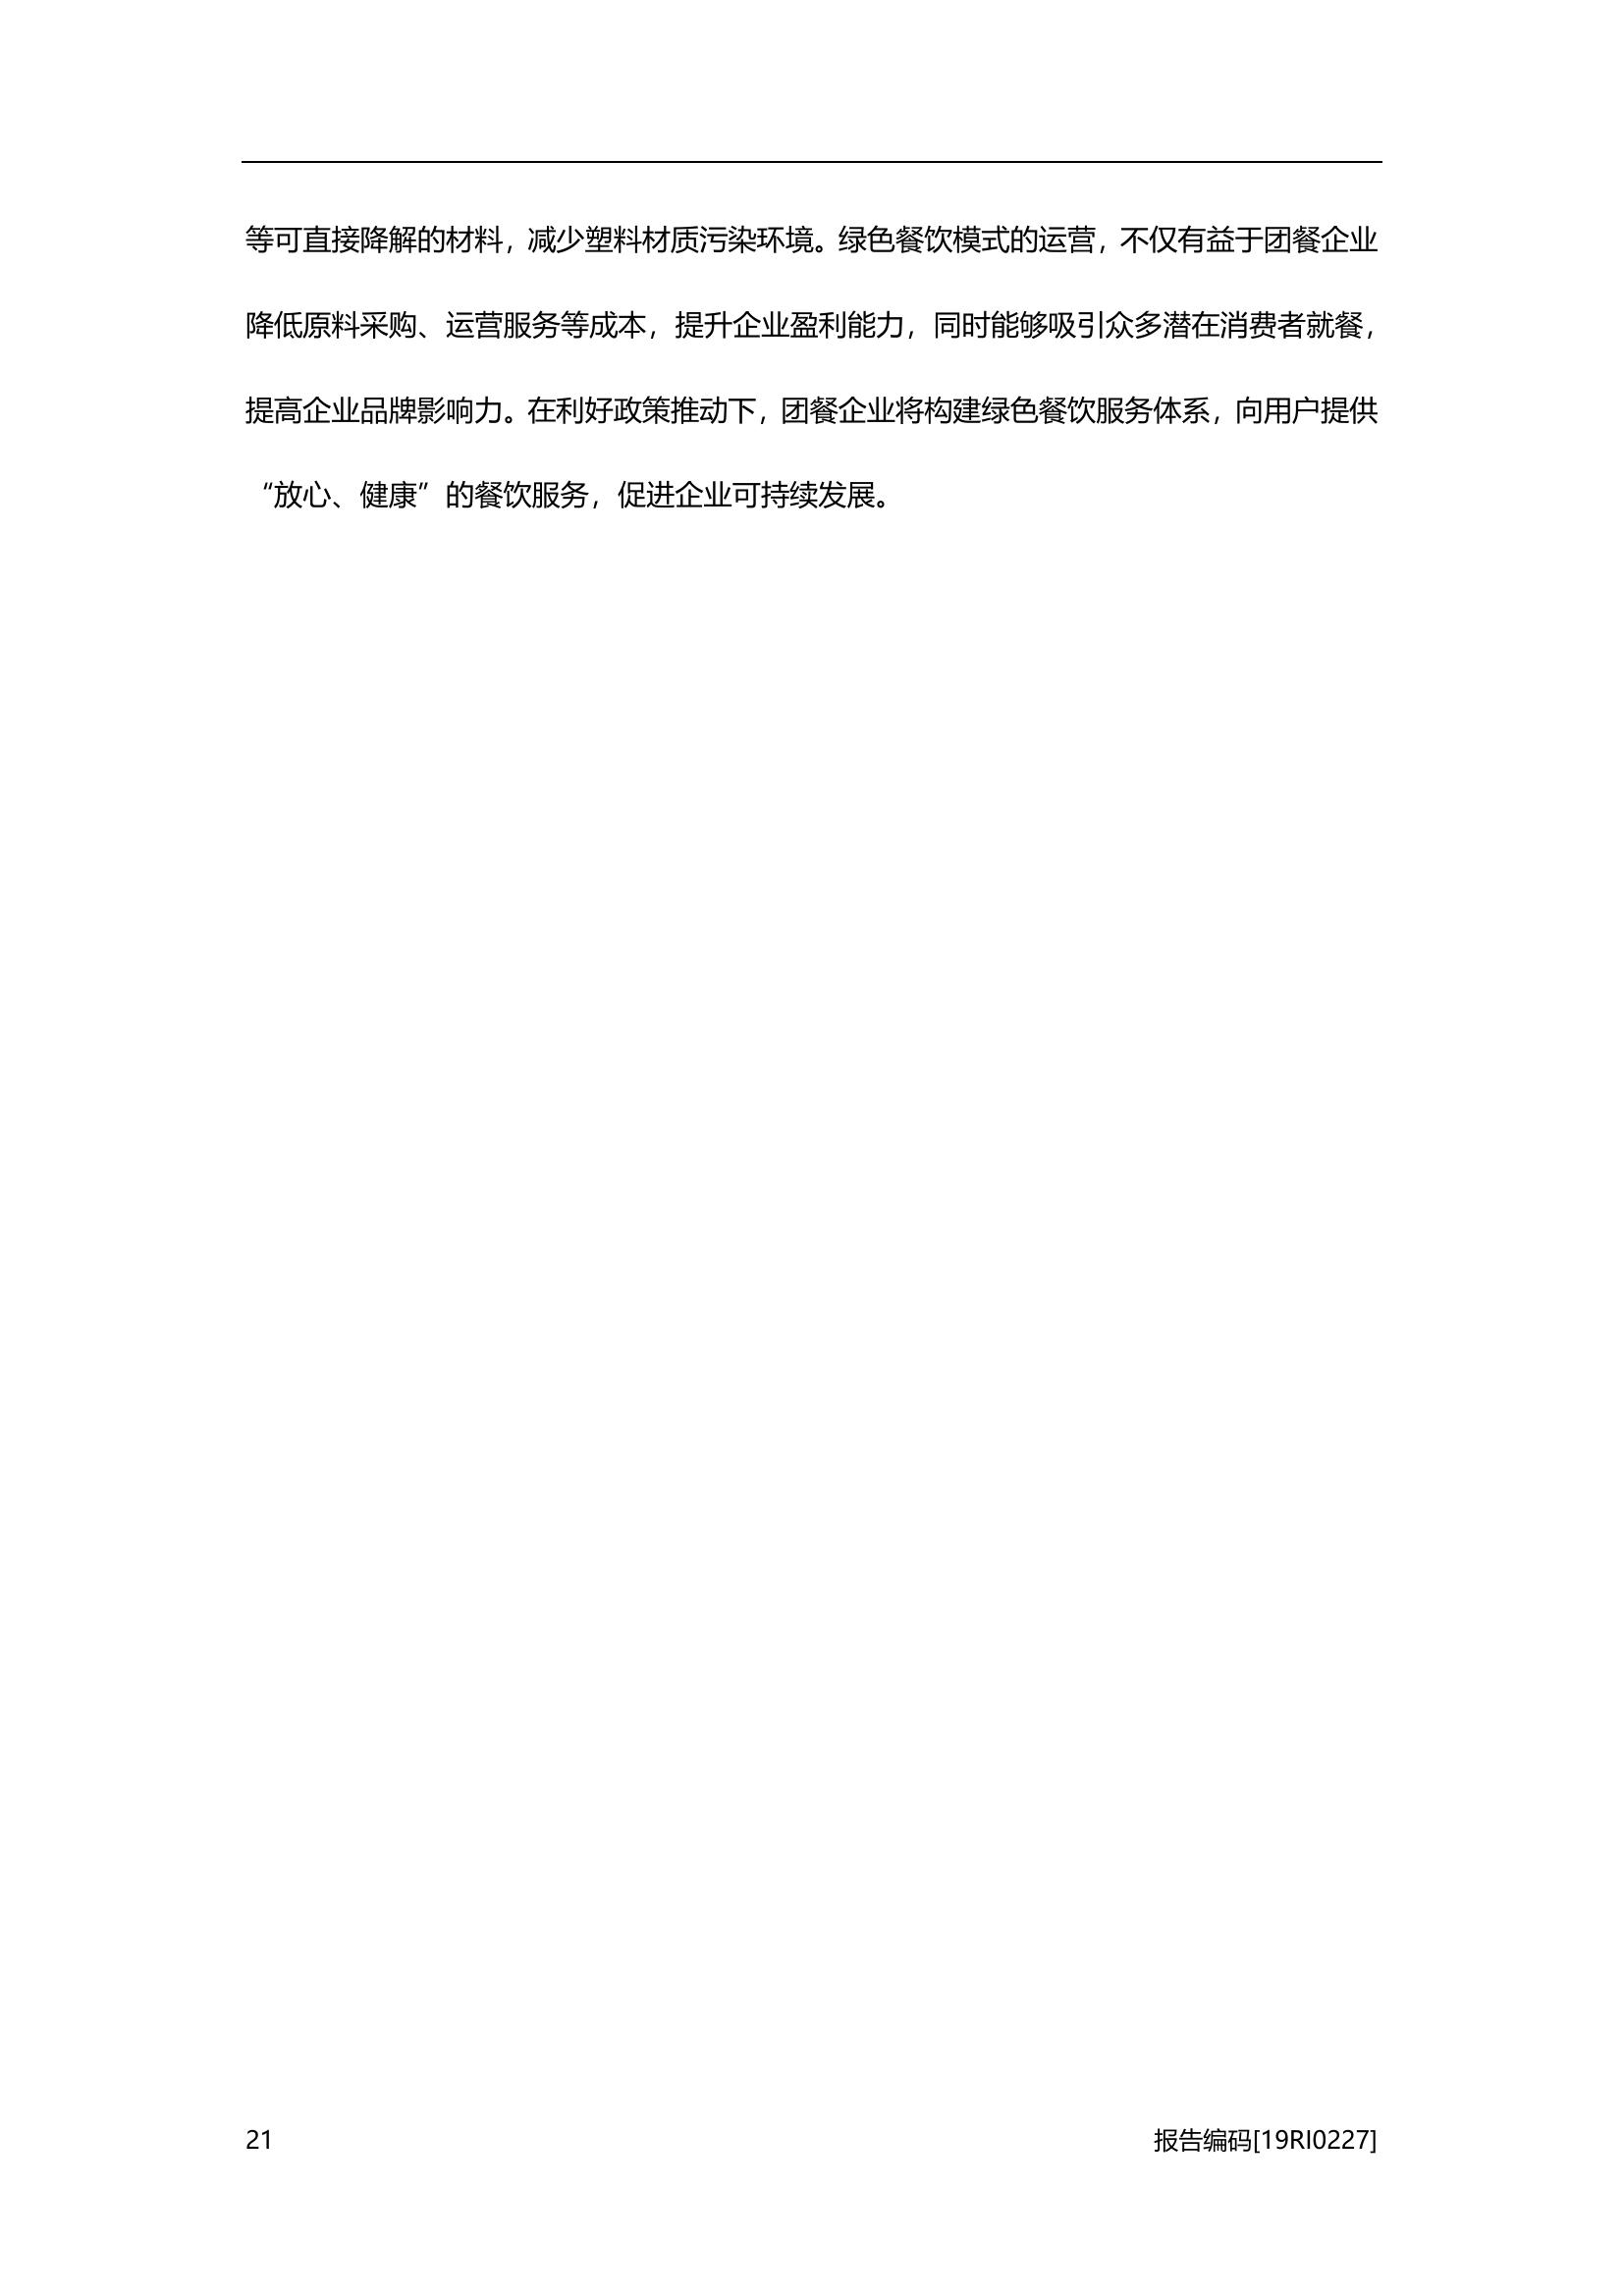 等可直接降解的材料，减少塑料材质污染环境。绿色餐饮模式的运营，不仅有益于团餐企业
降低原料采购、运营服务等成本，提升企业盈利能力，同时能够吸引众多潜在消费者就餐，
提高企业品牌影响力。在利好政策推动下，团餐企业将构建绿色餐饮服务体系，向用户提供
“放心、健康”的餐饮服务，促进企业可持续发展。
21
报告编码[19RI0227]